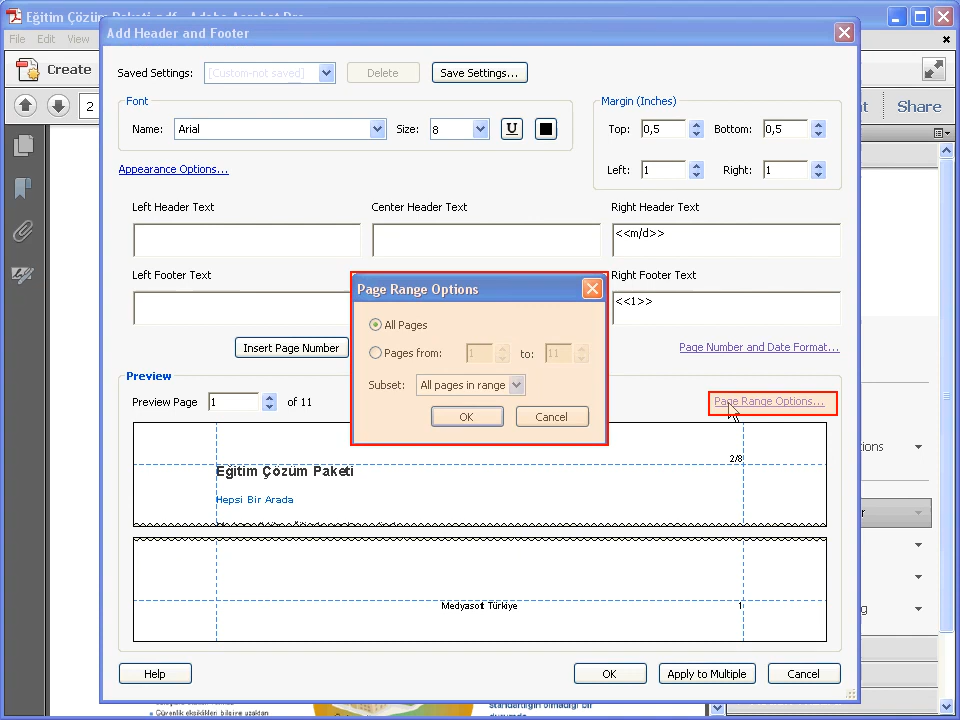 Eğitim Çözüm Paketi.pdf - Adobe Acrobat Pro
File Edit View
Add Header and Footer
Create
2
Share
Saved Settings: [Custom-not saved] Delete Save Settings...
Font
Name: Arial Size: 8 U
Margin (Inches)
Top: 0,5 Bottom: 0,5
Left: 1 Right: 1
Appearance Options...
Left Header Text Center Header Text Right Header Text
<<m/d>>
Left Footer Text Right Footer Text
<<1>>
Insert Page Number
Page Number and Date Format...
Page Range Options
All Pages
Pages from: 1 to: 11
Subset: All pages in range
OK Cancel
Preview
Preview Page 1 of 11
Page Range Options...
2/8
Eğitim Çözüm Paketi
Hepsi Bir Arada
Medyasoft Türkiye 1
Help OK Apply to Multiple Cancel
Güvenlik eksiklikleri bilgiye uzaktan